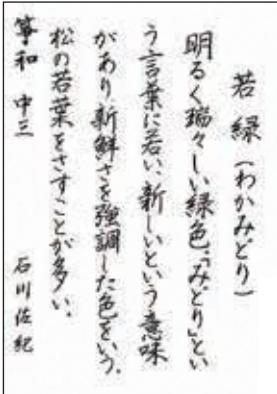 若緑(わかみどり)
明るく瑞々しい緑色。「みどり」とい
う言葉に若い、新しいという意味
があり新鮮さを強調した色をいう。
松の若葉をさすことが多い。
筝和 中三 石川佐紀